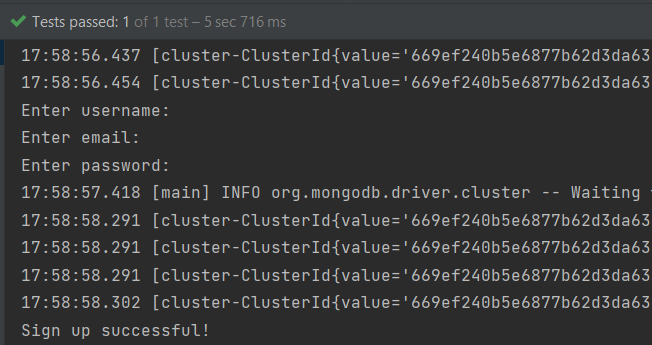 Tests passed: 1 of 1 test – 5 sec 716 ms
17:58:56.437 [cluster-ClusterId{value='669ef240b5e6877b62d3da63
17:58:56.454 [cluster-ClusterId{value='669ef240b5e6877b62d3da63
Enter username:
Enter email:
Enter password:
17:58:57.418 [main] INFO org.mongodb.driver.cluster -- Waiting
17:58:58.291 [cluster-ClusterId{value='669ef240b5e6877b62d3da63
17:58:58.291 [cluster-ClusterId{value='669ef240b5e6877b62d3da63
17:58:58.291 [cluster-ClusterId{value='669ef240b5e6877b62d3da63
17:58:58.302 [cluster-ClusterId{value='669ef240b5e6877b62d3da63
Sign up successful!